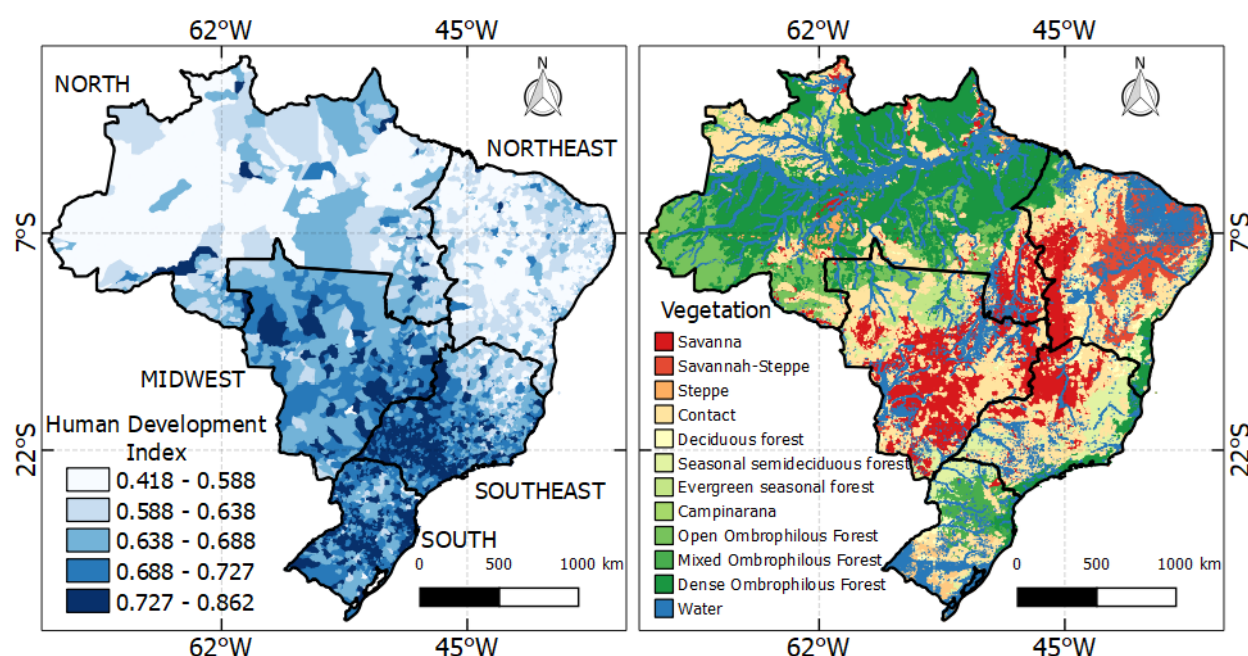 62°W 45°W
N
NORTH
NORTHEAST
7°S
MIDWEST
Human Development
Index
0.418 - 0.588
0.588 - 0.638
0.638 - 0.688
0.688 - 0.727
0.727 - 0.862
22°S
SOUTHEAST
SOUTH
0 500 1000 km
62°W 45°W
62°W 45°W
N
7°S
Vegetation
Savanna
Savannah-Steppe
Steppe
Contact
Deciduous forest
Seasonal semideciduous forest
Evergreen seasonal forest
Campinarana
Open Ombrophilous Forest
Mixed Ombrophilous Forest
Dense Ombrophilous Forest
Water
22°S
0 500 1000 km
62°W 45°W